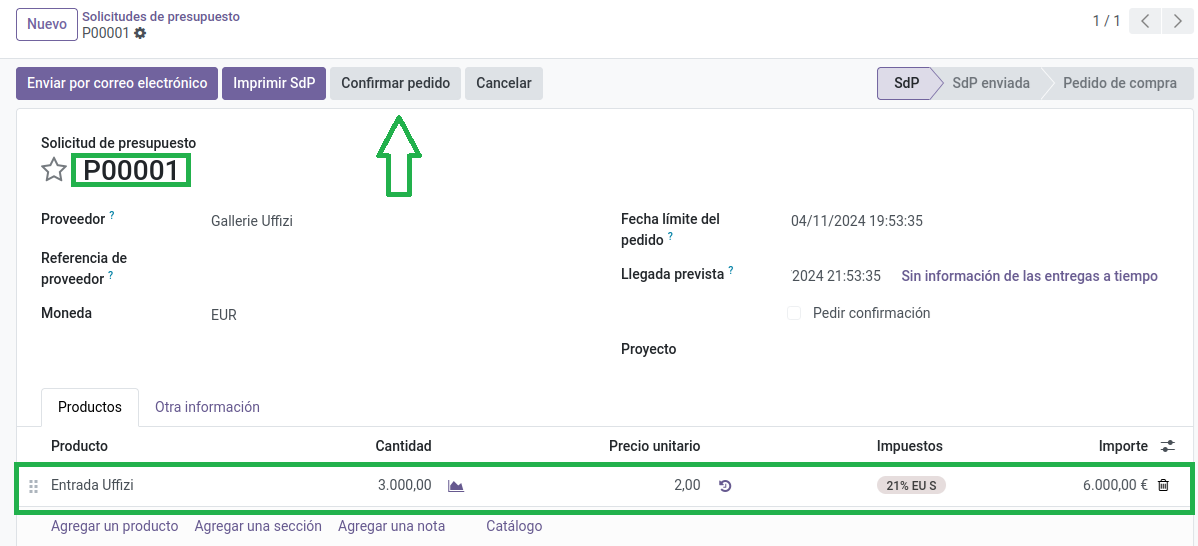 Nuevo
Solicitudes de presupuesto
P00001
1 / 1
Enviar por correo electrónico
Imprimir SdP
Confirmar pedido
Cancelar
SdP
SdP enviada
Pedido de compra
Solicitud de presupuesto
P00001
Proveedor ?
Gallerie Uffizi
Referencia de
proveedor ?
Moneda
EUR
Fecha límite del
pedido ?
04/11/2024 19:53:35
Llegada prevista ?
2024 21:53:35
Sin información de las entregas a tiempo
Pedir confirmación
Proyecto
Productos
Otra información
Producto Cantidad Precio unitario Impuestos Importe
Entrada Uffizi 3.000,00 2,00 21% EU S 6.000,00 €
Agregar un producto Agregar una sección Agregar una nota Catálogo